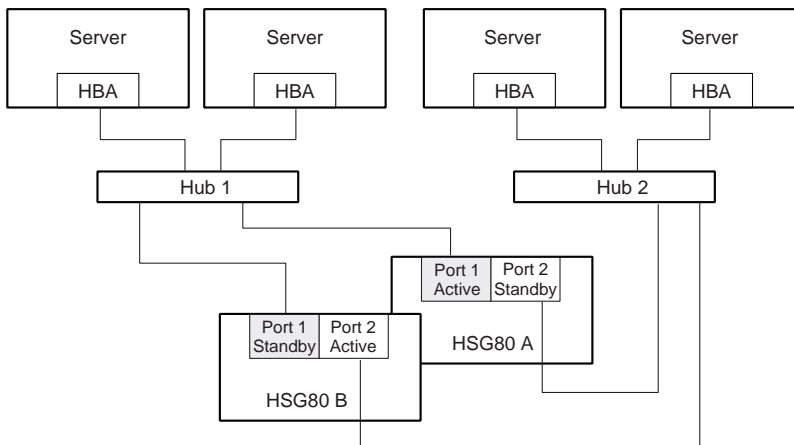 Server
Server
Server
Server
HBA
HBA
HBA
HBA
Hub 1
Hub 2
Port 1
Active
Port 2
Standby
HSG80 A
Port 1
Standby
Port 2
Active
HSG80 B